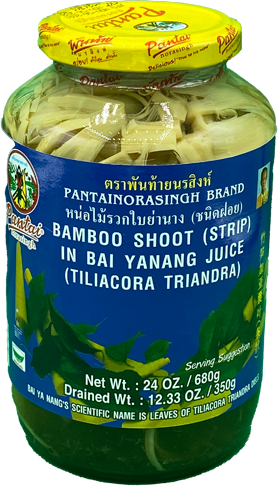 Pantai
NORASINGH
Pantai
ตราพันท้ายนรสิงห์
PANTAINORASINGH BRAND
หน่อไม้รวกใบย่านาง (ชนิดฝอย)
BAMBOO SHOOT (STRIP)
IN BAI YANANG JUICE
(TILIACORA TRIANDRA)
Pantai
Serving Suggestion
Net Wt. : 24 OZ. / 680g
Drained Wt. : 12.33 OZ. / 350g
BAI YA NANG'S SCIENTIFIC NAME IS LEAVES OF TILIACORA TRIANDRA